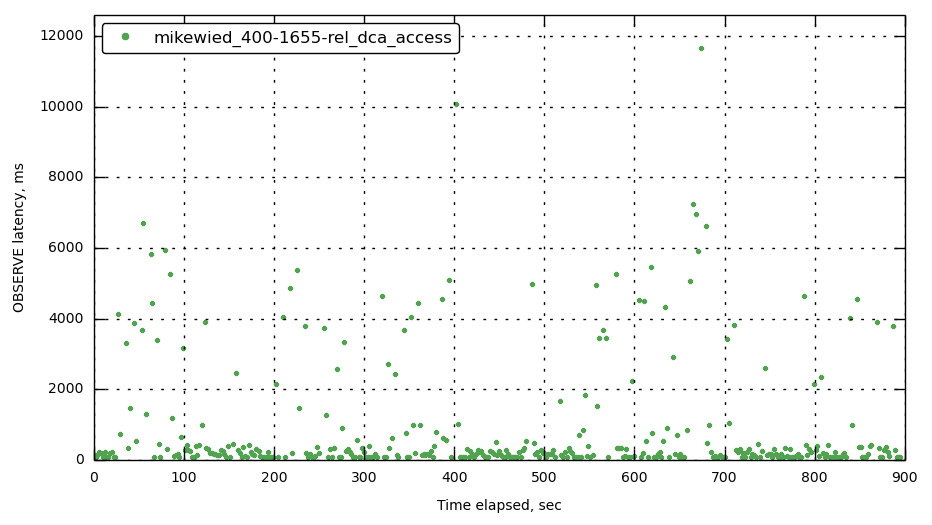 mikewied_400-1655-rel_dca_access
12000
10000
8000
6000
4000
2000
0
OBSERVE latency, ms
0 100 200 300 400 500 600 700 800 900
Time elapsed, sec